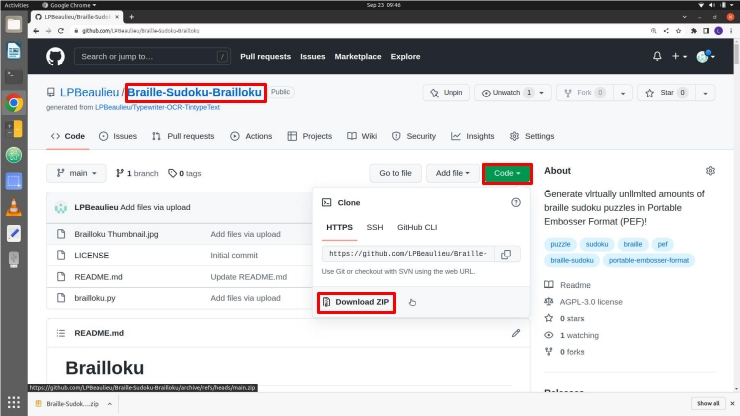 Activities
Google Chrome
Sep 23 09:46
LPBeaulieu/Braille-Sudoku
github.com/LPBeaulieu/Braille-Sudoku-Brailloku
Search or jump to...
/
Pull requests Issues Marketplace Explore
LPBeaulieu / Braille-Sudoku-Brailloku Public
generated from LPBeaulieu/Typewriter-OCR-TintypeText
Unpin Unwatch 1 Fork 0 Star 0
Code Issues Pull requests Actions Projects Wiki Security Insights Settings
main 1 branch 0 tags Go to file Add file Code
LPBeaulieu Add files via upload
Brailloku Thumbnail.jpg Add files via upload
LICENSE Initial commit
README.md Update README.md
brailloku.py Add files via upload
Clone
HTTPS SSH GitHub CLI
https://github.com/LPBeaulieu/Braille-
Use Git or checkout with SVN using the web URL.
Download ZIP
README.md
Brailloku
About
Generate virtually unlimited amounts of
braille sudoku puzzles in Portable
Embosser Format (PEF)!
puzzle sudoku braille pef
braille-sudoku portable-embosser-format
Readme
AGPL-3.0 license
0 stars
1 watching
0 forks
Releases
https://github.com/LPBeaulieu/Braille-Sudoku-Brailloku/archive/refs/heads/main.zip
Braille-Sudok....zip
Show all